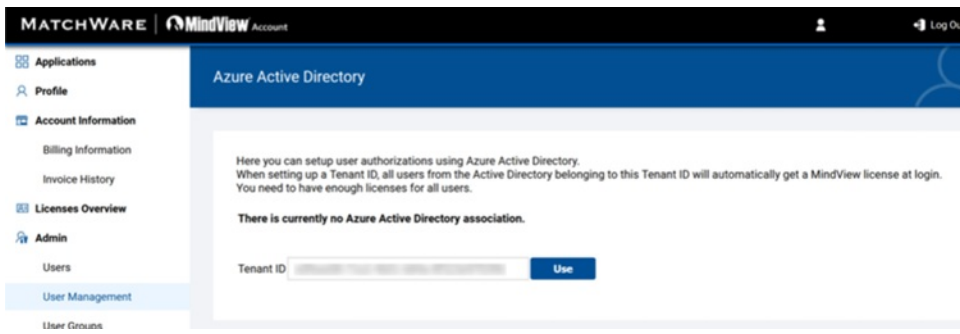 MATCHWARE | MindView Account
Log Ou
Applications
Profile
Account Information
Billing Information
Invoice History
Licenses Overview
Admin
Users
User Management
User Groups
Azure Active Directory
Here you can setup user authorizations using Azure Active Directory.
When setting up a Tenant ID, all users from the Active Directory belonging to this Tenant ID will automatically get a MindView license at login.
You need to have enough licenses for all users.
There is currently no Azure Active Directory association.
Tenant ID
Use